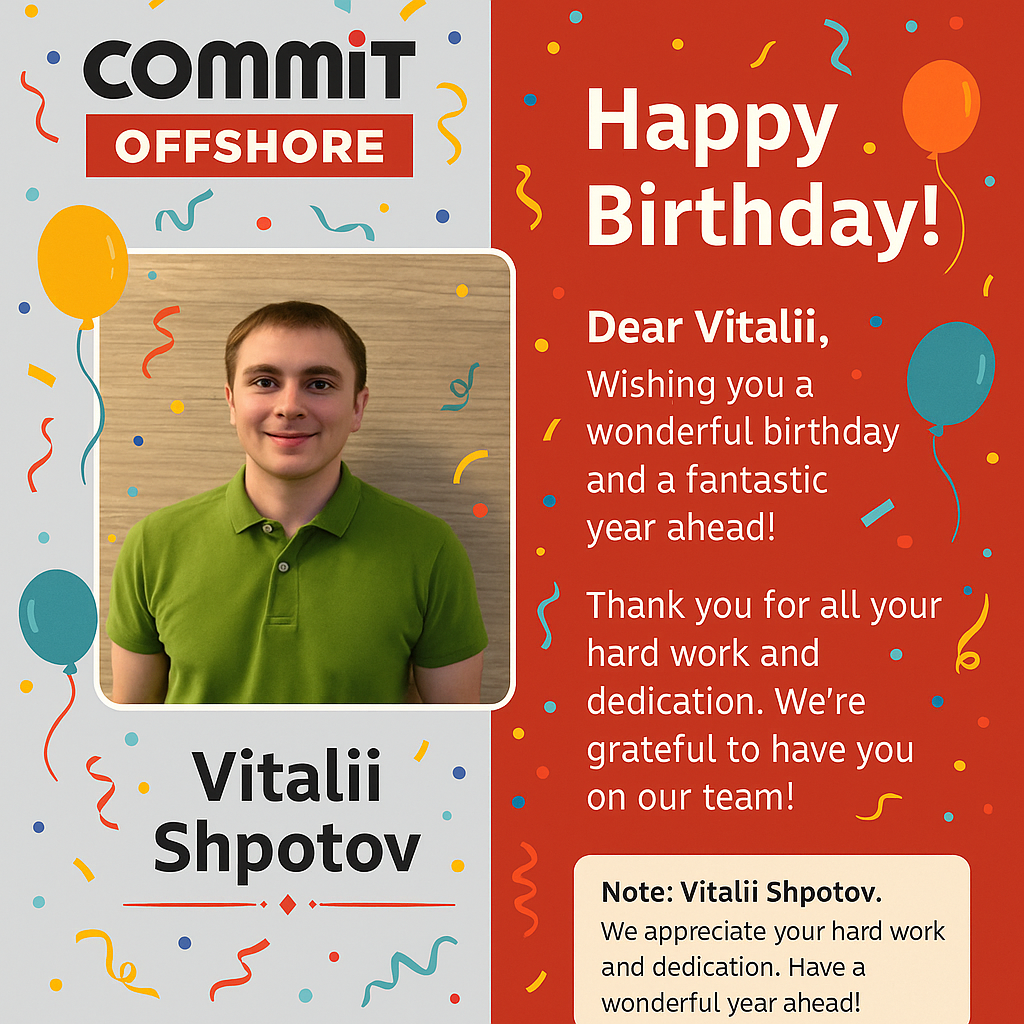 COMMiT
OFFSHORE
Vitalii
Shpotov
Happy
Birthday!
Dear Vitalii,
Wishing you a
wonderful birthday
and a fantastic
year ahead!
Thank you for all your
hard work and
dedication. We're
grateful to have you
on our team!
Note: Vitalii Shpotov.
We appreciate your hard work
and dedication. Have a
wonderful year ahead!